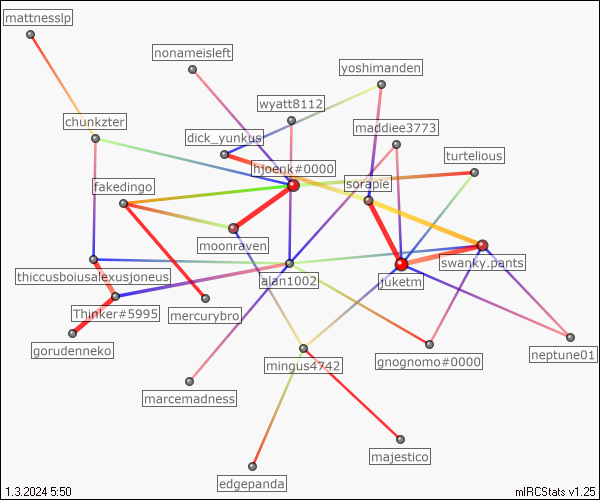 mattnesslp
nonameisleft
yoshimanden
wyatt8112
chunkzter
maddiee3773
dick_yunkus
turtelious
hjoenk#0000
fakedingo
sorapie
moonraven
swanky.pants
thiccusboiusalexusjoneus
alan1002
juketm
Thinker#5995
mercurybro
gorudenneko
neptune01
gnognomo#0000
mingus4742
marcemadness
majestico
edgepanda
1.3.2024 5:50
mIRCStats v1.25